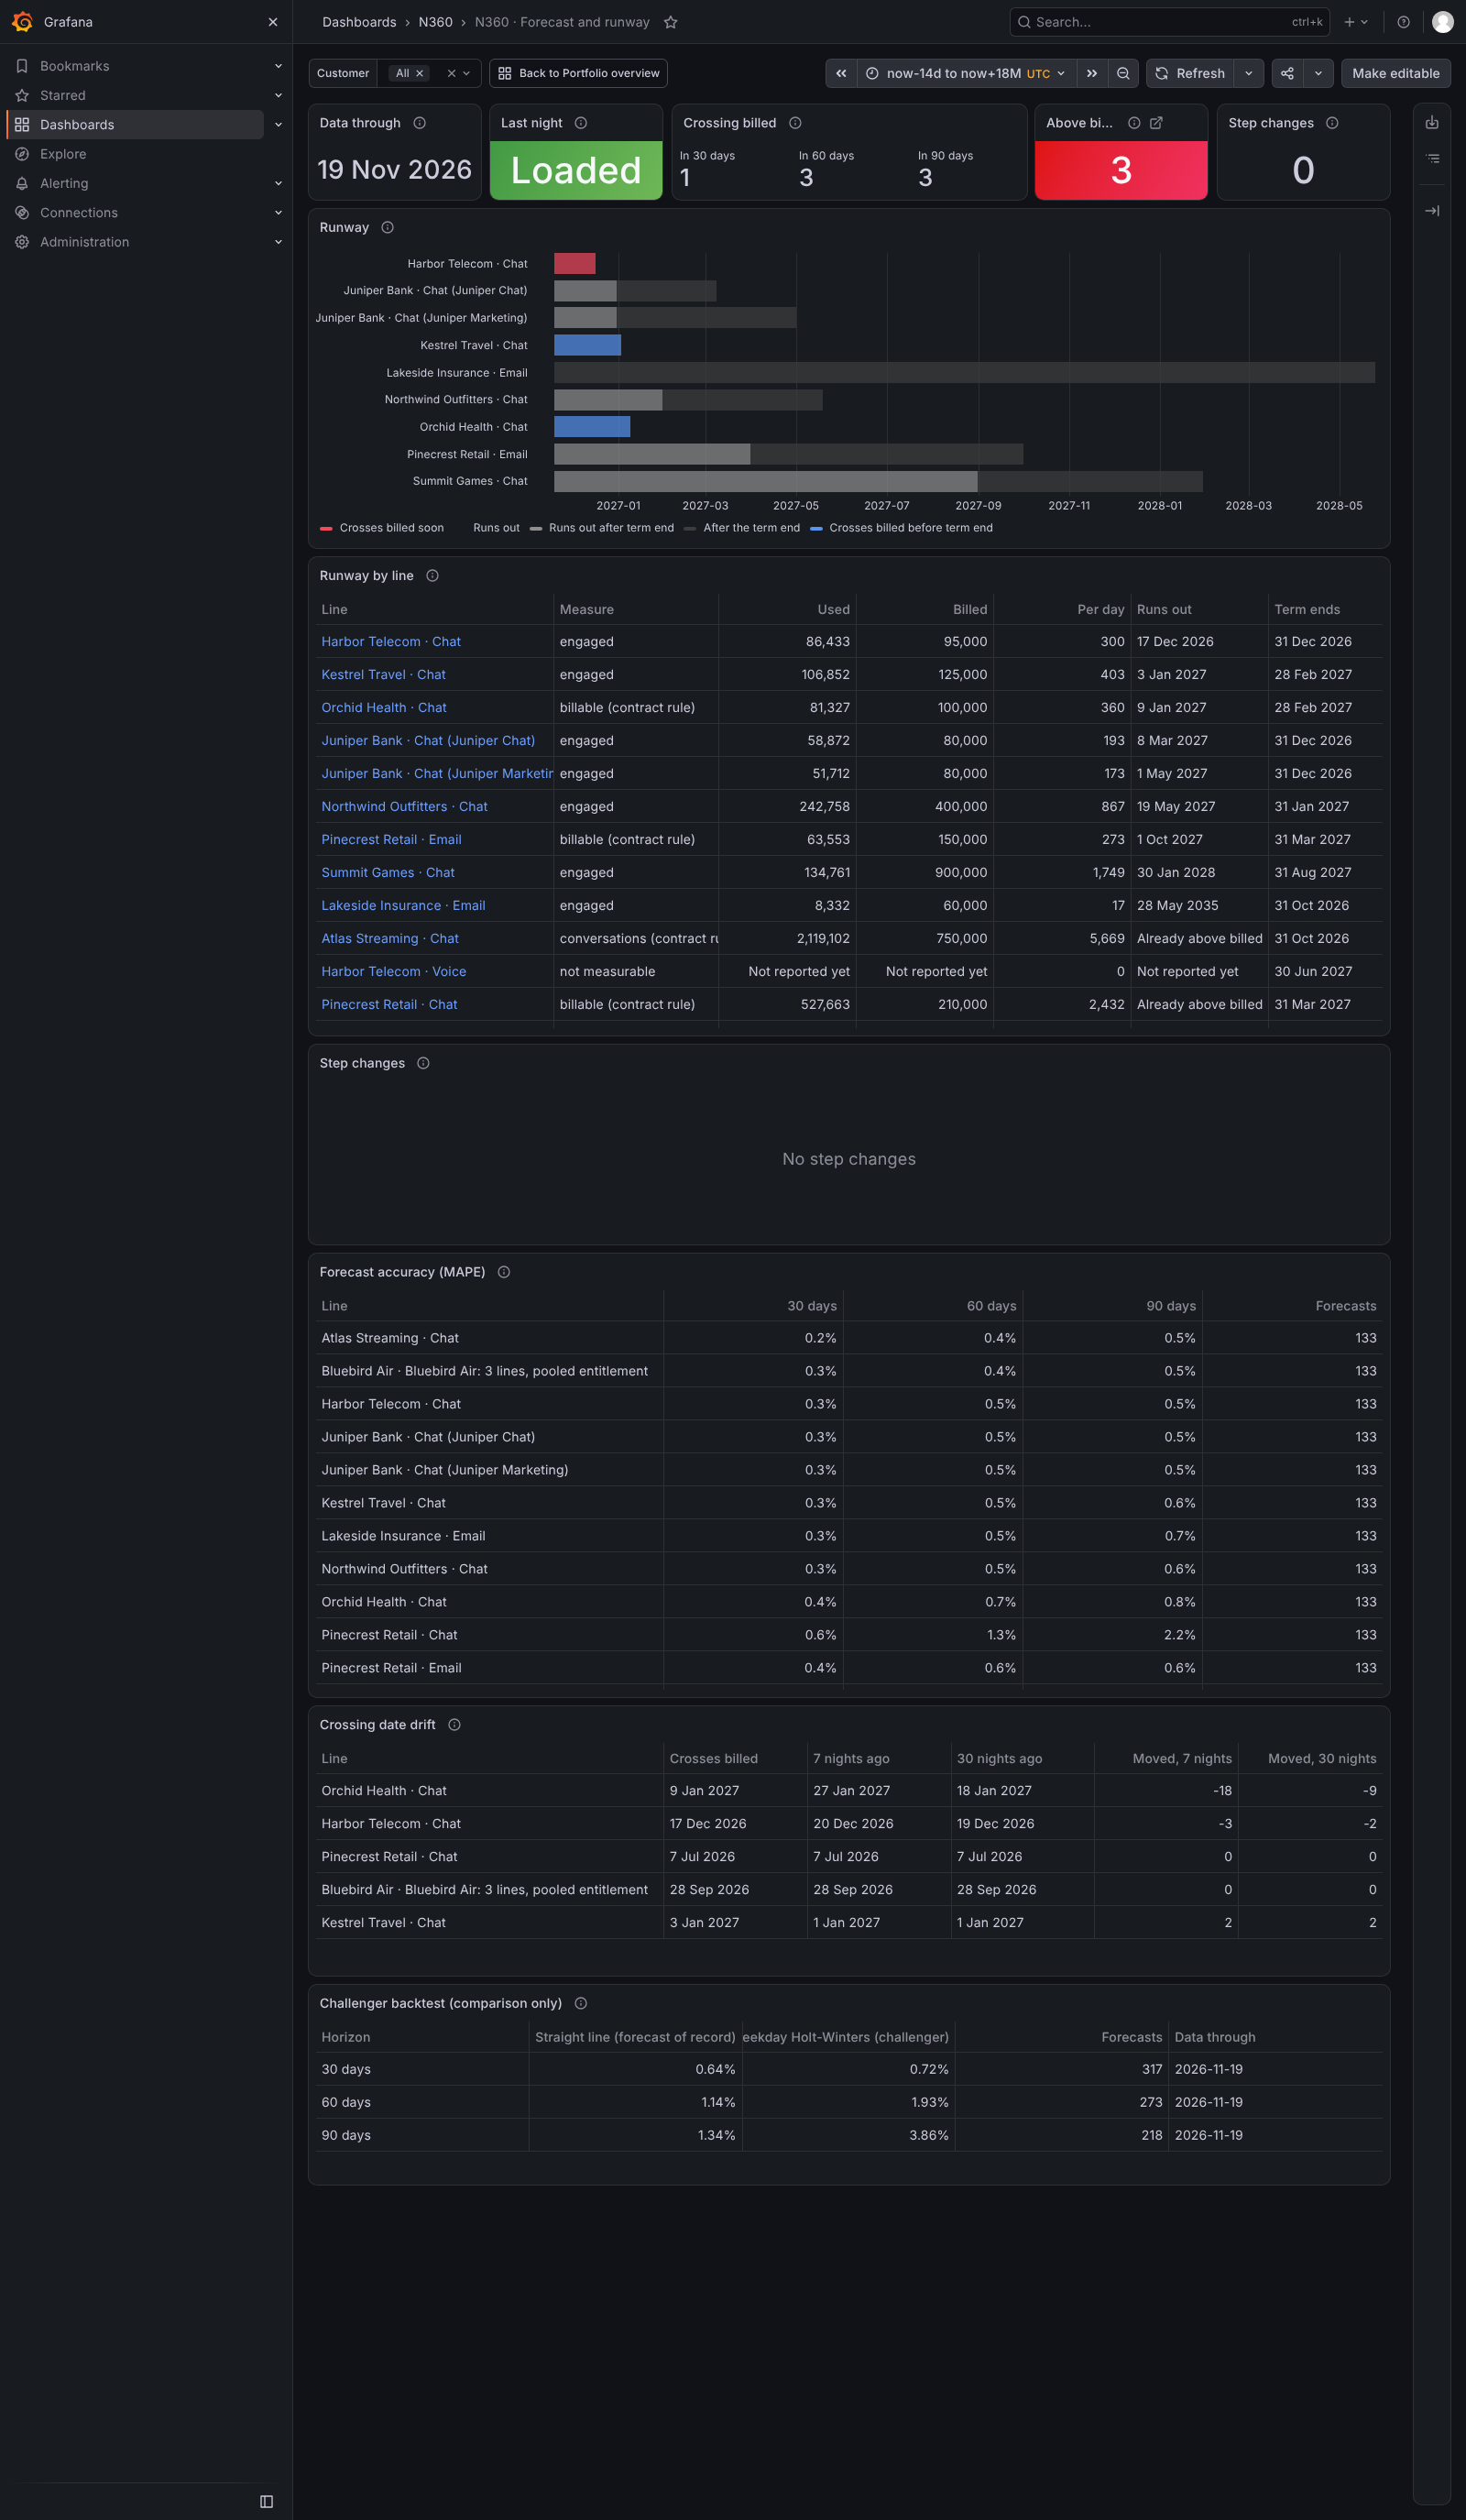 Grafana
Dashboards › N360 › N360 · Forecast and runway
Search... ctrl+k
Bookmarks
Starred
Dashboards
Explore
Alerting
Connections
Administration
Customer All Back to Portfolio overview now-14d to now+18M UTC Refresh Make editable
Data through
19 Nov 2026
Last night
Loaded
Crossing billed
In 30 days In 60 days In 90 days
1 3 3
Above bi...
3
Step changes
0
Runway
Harbor Telecom · Chat
Juniper Bank · Chat (Juniper Chat)
Juniper Bank · Chat (Juniper Marketing)
Kestrel Travel · Chat
Lakeside Insurance · Email
Northwind Outfitters · Chat
Orchid Health · Chat
Pinecrest Retail · Email
Summit Games · Chat
2027-01 2027-03 2027-05 2027-07 2027-09 2027-11 2028-01 2028-03 2028-05
Crosses billed soon Runs out Runs out after term end After the term end Crosses billed before term end
Runway by line
Line Measure Used Billed Per day Runs out Term ends
Harbor Telecom · Chat engaged 86,433 95,000 300 17 Dec 2026 31 Dec 2026
Kestrel Travel · Chat engaged 106,852 125,000 403 3 Jan 2027 28 Feb 2027
Orchid Health · Chat billable (contract rule) 81,327 100,000 360 9 Jan 2027 28 Feb 2027
Juniper Bank · Chat (Juniper Chat) engaged 58,872 80,000 193 8 Mar 2027 31 Dec 2026
Juniper Bank · Chat (Juniper Marketin engaged 51,712 80,000 173 1 May 2027 31 Dec 2026
Northwind Outfitters · Chat engaged 242,758 400,000 867 19 May 2027 31 Jan 2027
Pinecrest Retail · Email billable (contract rule) 63,553 150,000 273 1 Oct 2027 31 Mar 2027
Summit Games · Chat engaged 134,761 900,000 1,749 30 Jan 2028 31 Aug 2027
Lakeside Insurance · Email engaged 8,332 60,000 17 28 May 2035 31 Oct 2026
Atlas Streaming · Chat conversations (contract ru 2,119,102 750,000 5,669 Already above billed 31 Oct 2026
Harbor Telecom · Voice not measurable Not reported yet Not reported yet 0 Not reported yet 30 Jun 2027
Pinecrest Retail · Chat billable (contract rule) 527,663 210,000 2,432 Already above billed 31 Mar 2027
Step changes
No step changes
Forecast accuracy (MAPE)
Line 30 days 60 days 90 days Forecasts
Atlas Streaming · Chat 0.2% 0.4% 0.5% 133
Bluebird Air · Bluebird Air: 3 lines, pooled entitlement 0.3% 0.4% 0.5% 133
Harbor Telecom · Chat 0.3% 0.5% 0.5% 133
Juniper Bank · Chat (Juniper Chat) 0.3% 0.5% 0.5% 133
Juniper Bank · Chat (Juniper Marketing) 0.3% 0.5% 0.5% 133
Kestrel Travel · Chat 0.3% 0.5% 0.6% 133
Lakeside Insurance · Email 0.3% 0.5% 0.7% 133
Northwind Outfitters · Chat 0.3% 0.5% 0.6% 133
Orchid Health · Chat 0.4% 0.7% 0.8% 133
Pinecrest Retail · Chat 0.6% 1.3% 2.2% 133
Pinecrest Retail · Email 0.4% 0.6% 0.6% 133
Crossing date drift
Line Crosses billed 7 nights ago 30 nights ago Moved, 7 nights Moved, 30 nights
Orchid Health · Chat 9 Jan 2027 27 Jan 2027 18 Jan 2027 -18 -9
Harbor Telecom · Chat 17 Dec 2026 20 Dec 2026 19 Dec 2026 -3 -2
Pinecrest Retail · Chat 7 Jul 2026 7 Jul 2026 7 Jul 2026 0 0
Bluebird Air · Bluebird Air: 3 lines, pooled entitlement 28 Sep 2026 28 Sep 2026 28 Sep 2026 0 0
Kestrel Travel · Chat 3 Jan 2027 1 Jan 2027 1 Jan 2027 2 2
Challenger backtest (comparison only)
Horizon Straight line (forecast of record) eekday Holt-Winters (challenger) Forecasts Data through
30 days 0.64% 0.72% 317 2026-11-19
60 days 1.14% 1.93% 273 2026-11-19
90 days 1.34% 3.86% 218 2026-11-19